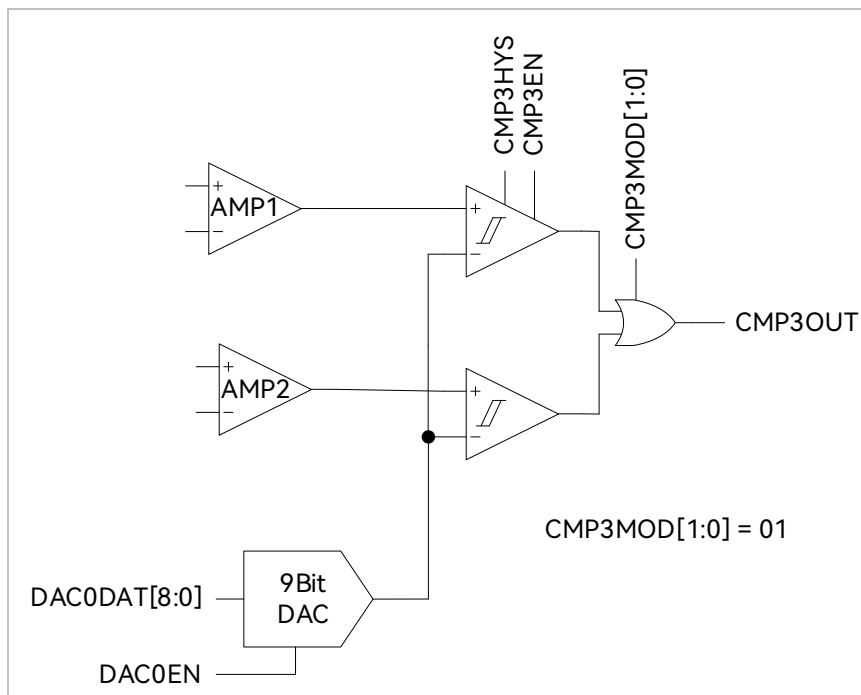 CMP3HYS
CMP3EN
CMP3MOD[1:0]
+
AMP1
−
+
−
CMP3OUT
+
AMP2
−
+
−
CMP3MOD[1:0] = 01
DAC0DAT[8:0]
9Bit
DAC
DAC0EN